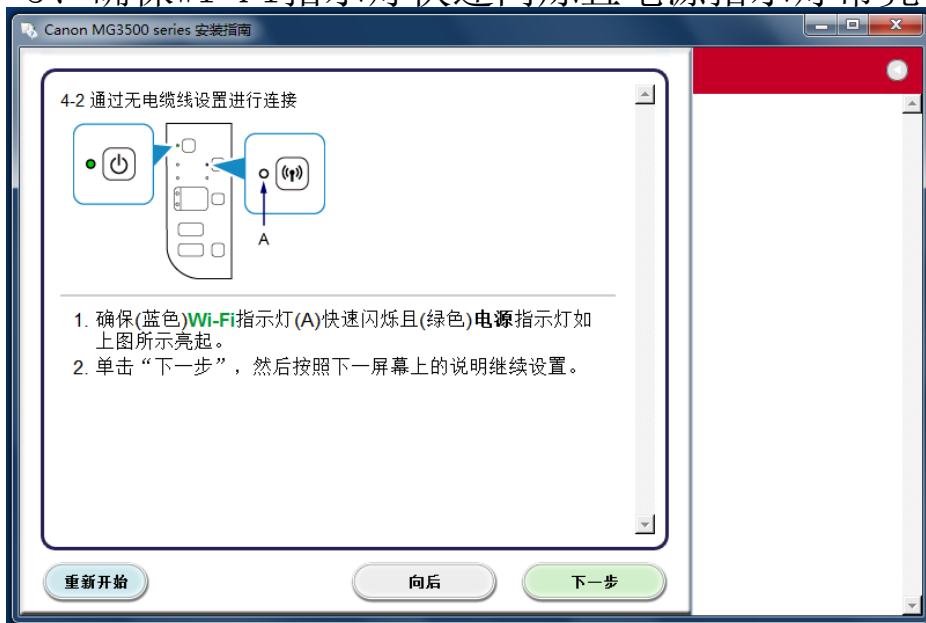 Canon MG3500 series 安装指南
4-2 通过无电缆线设置进行连接
A
1. 确保(蓝色)Wi-Fi指示灯(A)快速闪烁且(绿色)电源指示灯如
上图所示亮起。
2. 单击“下一步”，然后按照下一屏幕上的说明继续设置。
重新开始
向后
下一步